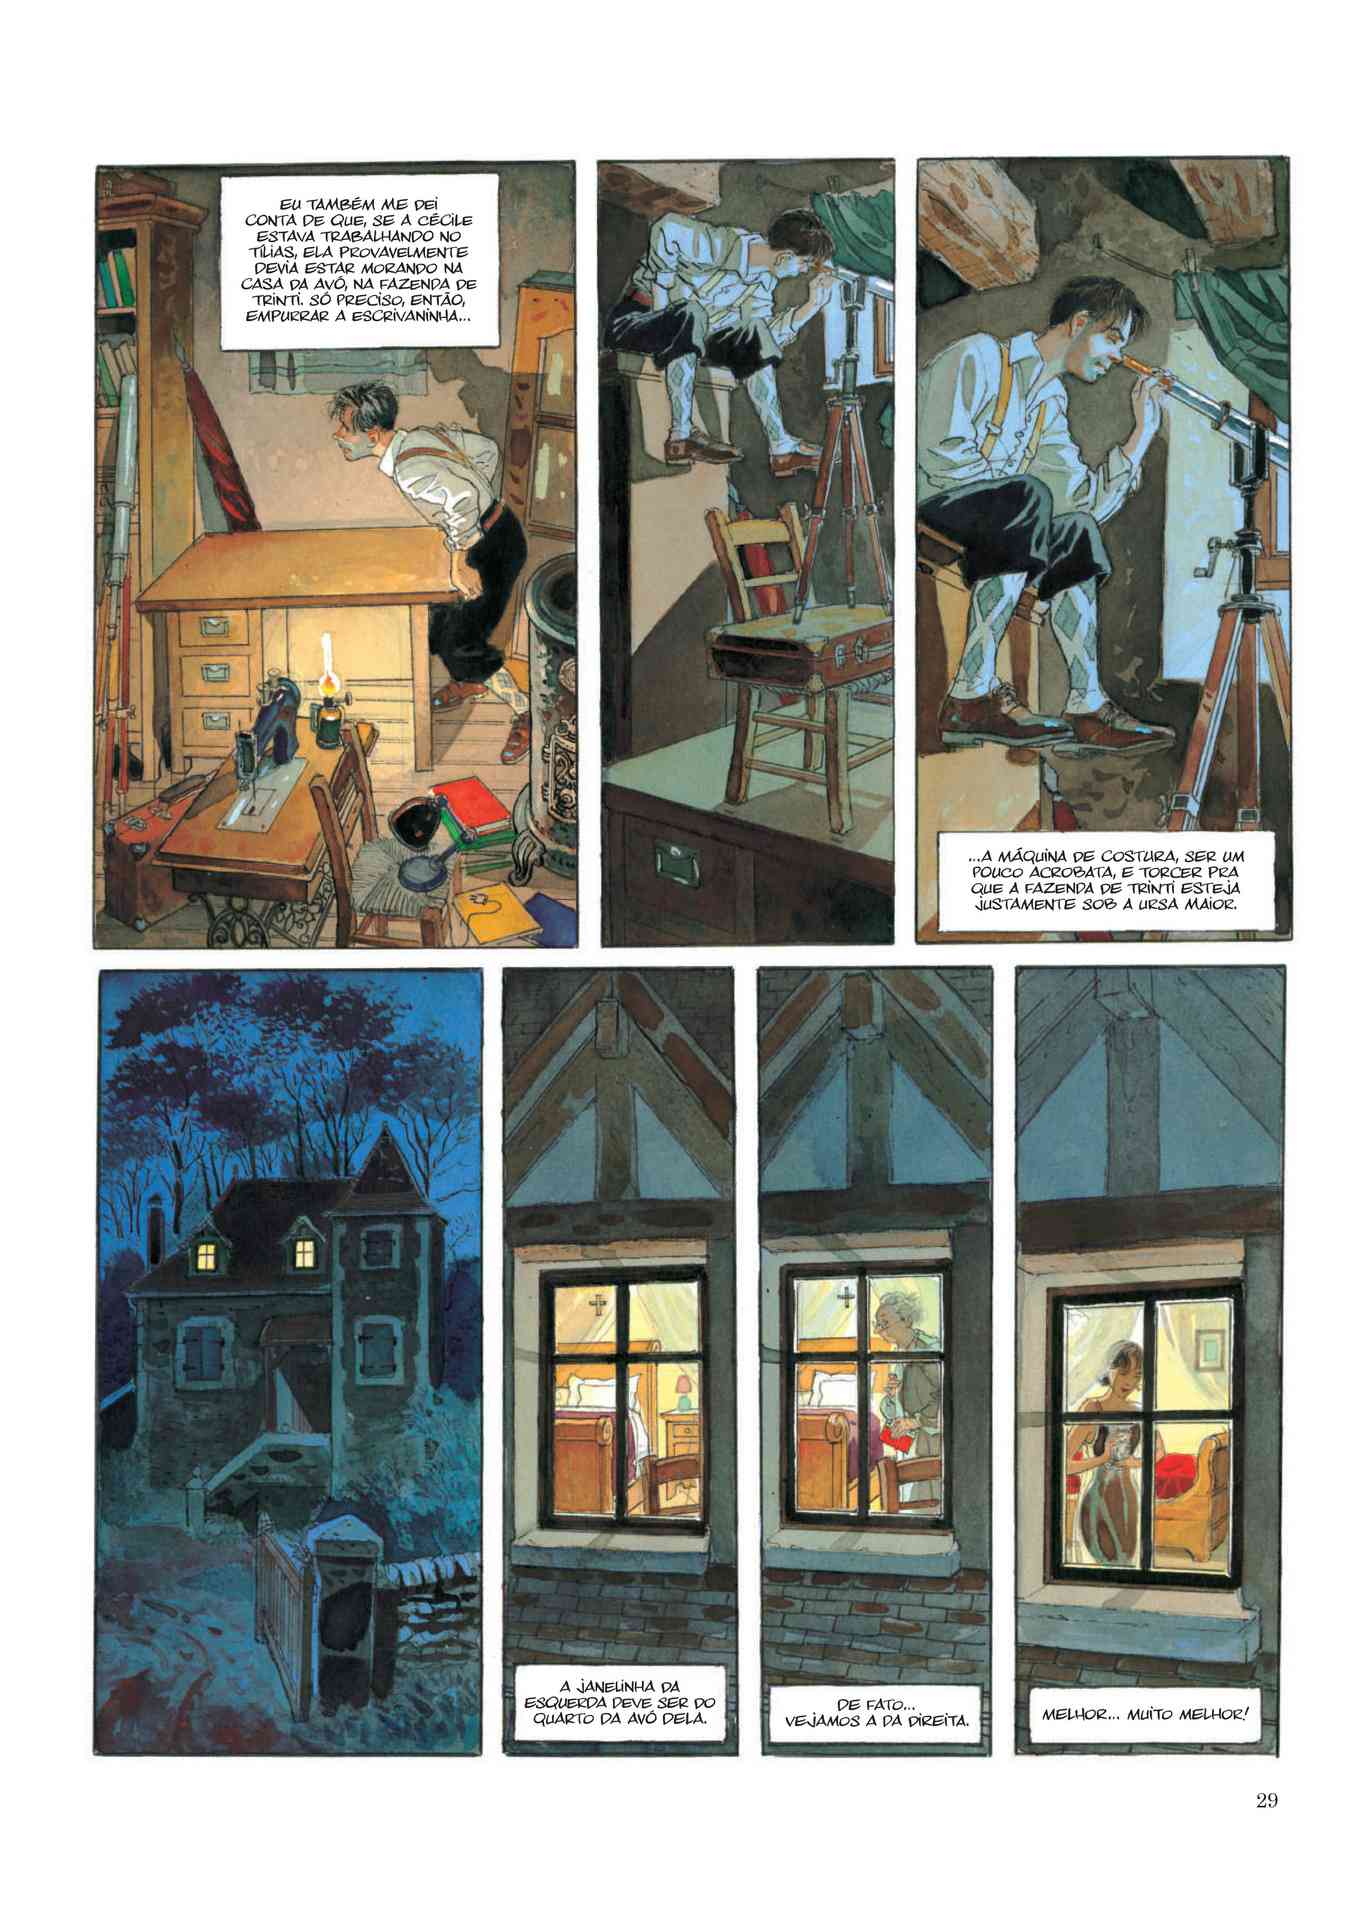 EU TAMBÉM ME DEI
CONTA DE QUE, SE A CÉCILE
ESTAVA TRABALHANDO NO
TÍLIAS, ELA PROVAVELMENTE
DEVIA ESTAR MORANDO NA
CASA DA AVÓ, NA FAZENDA DE
TRINTI. SÓ PRECISO, ENTÃO,
EMPURRAR A ESCRIVANINHA...
...A MÁQUINA DE COSTURA, SER UM
POUCO ACROBATA, E TORCER PRA
QUE A FAZENDA DE TRINTI ESTEJA
JUSTAMENTE SOB A URSA MAIOR.
A JANELINHA DA
ESQUERDA DEVE SER DO
QUARTO DA AVÓ DELA.
DE FATO...
VEJAMOS A DA DIREITA.
MELHOR... MUITO MELHOR!
29